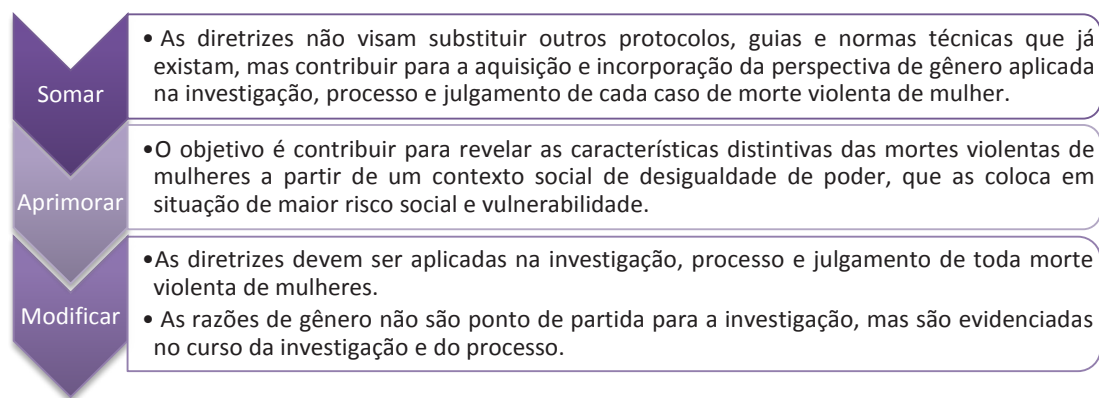 Somar
• As diretrizes não visam substituir outros protocolos, guias e normas técnicas que já
existam, mas contribuir para a aquisição e incorporação da perspectiva de gênero aplicada
na investigação, processo e julgamento de cada caso de morte violenta de mulher.
Aprimorar
•O objetivo é contribuir para revelar as características distintivas das mortes violentas de
mulheres a partir de um contexto social de desigualdade de poder, que as coloca em
situação de maior risco social e vulnerabilidade.
Modificar
•As diretrizes devem ser aplicadas na investigação, processo e julgamento de toda morte
violenta de mulheres.
• As razões de gênero não são ponto de partida para a investigação, mas são evidenciadas
no curso da investigação e do processo.